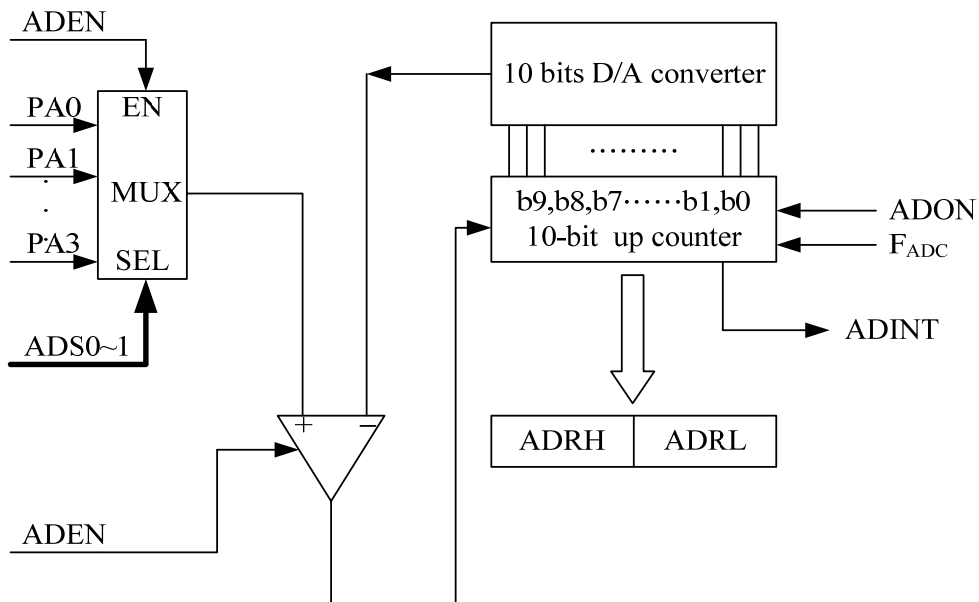 ADEN
PA0
PA1
PA3
EN
MUX
SEL
ADS0~1
ADEN
+
−
10 bits D/A converter
·········
b9,b8,b7······b1,b0
10-bit up counter
ADON
F_ADC
ADINT
ADRH
ADRL